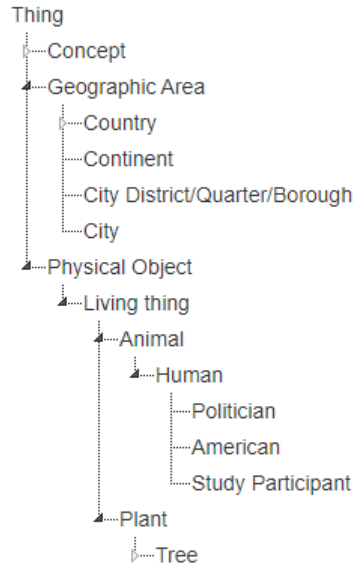 Thing
Concept
Geographic Area
Country
Continent
City District/Quarter/Borough
City
Physical Object
Living thing
Animal
Human
Politician
American
Study Participant
Plant
Tree